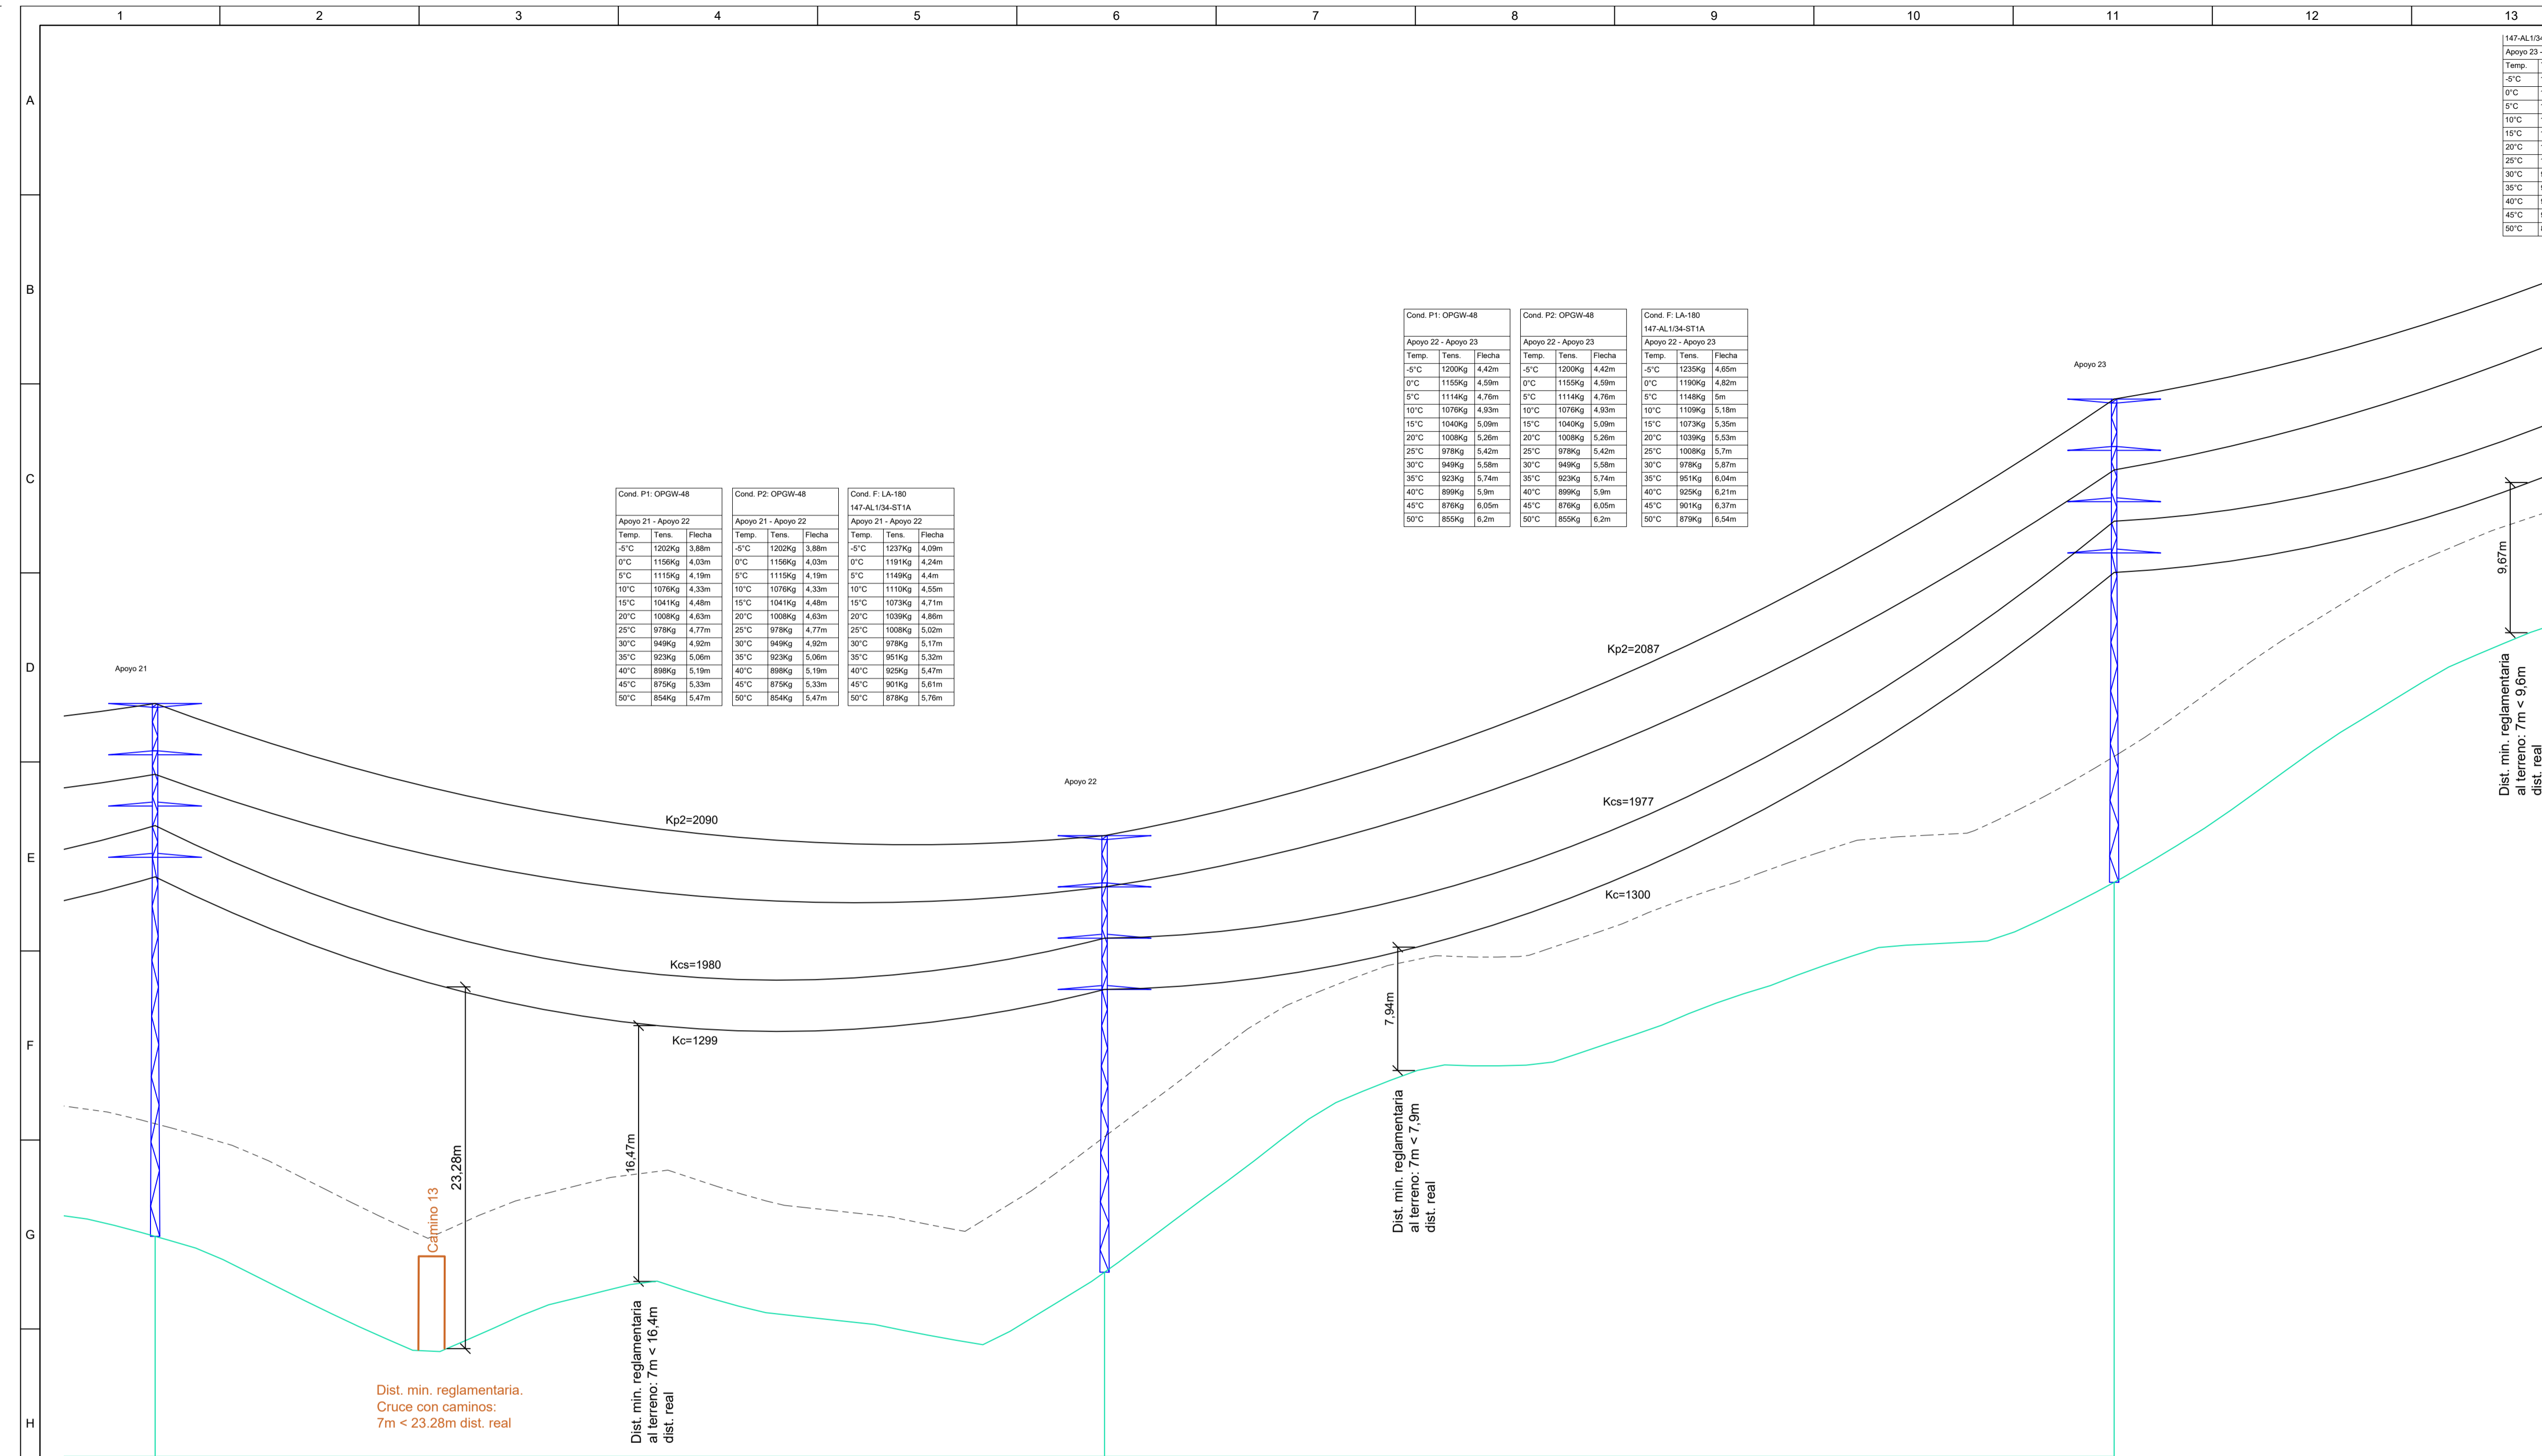 1 2 3 4 5 6 7 8 9 10 11 12 13
A
B
C
D
E
F
G
H
147-AL1/34
Apoyo 23 -
Temp.
-5°C
0°C
5°C
10°C
15°C
20°C
25°C
30°C
35°C
40°C
45°C
50°C
Cond. P1: OPGW-48
Apoyo 22 - Apoyo 23
Temp. Tens. Flecha
-5°C 1200Kg 4,42m
0°C 1155Kg 4,59m
5°C 1114Kg 4,76m
10°C 1076Kg 4,93m
15°C 1040Kg 5,09m
20°C 1008Kg 5,26m
25°C 978Kg 5,42m
30°C 949Kg 5,58m
35°C 923Kg 5,74m
40°C 899Kg 5,9m
45°C 876Kg 6,05m
50°C 855Kg 6,2m
Cond. P2: OPGW-48
Apoyo 22 - Apoyo 23
Temp. Tens. Flecha
-5°C 1200Kg 4,42m
0°C 1155Kg 4,59m
5°C 1114Kg 4,76m
10°C 1076Kg 4,93m
15°C 1040Kg 5,09m
20°C 1008Kg 5,26m
25°C 978Kg 5,42m
30°C 949Kg 5,58m
35°C 923Kg 5,74m
40°C 899Kg 5,9m
45°C 876Kg 6,05m
50°C 855Kg 6,2m
Cond. F: LA-180
147-AL1/34-ST1A
Apoyo 22 - Apoyo 23
Temp. Tens. Flecha
-5°C 1235Kg 4,65m
0°C 1190Kg 4,82m
5°C 1148Kg 5m
10°C 1109Kg 5,18m
15°C 1073Kg 5,35m
20°C 1039Kg 5,53m
25°C 1008Kg 5,7m
30°C 978Kg 5,87m
35°C 951Kg 6,04m
40°C 925Kg 6,21m
45°C 901Kg 6,37m
50°C 879Kg 6,54m
Apoyo 23
Cond. P1: OPGW-48
Apoyo 21 - Apoyo 22
Temp. Tens. Flecha
-5°C 1202Kg 3,88m
0°C 1156Kg 4,03m
5°C 1115Kg 4,19m
10°C 1076Kg 4,33m
15°C 1041Kg 4,48m
20°C 1008Kg 4,63m
25°C 978Kg 4,77m
30°C 949Kg 4,92m
35°C 923Kg 5,06m
40°C 898Kg 5,19m
45°C 875Kg 5,33m
50°C 854Kg 5,47m
Cond. P2: OPGW-48
Apoyo 21 - Apoyo 22
Temp. Tens. Flecha
-5°C 1202Kg 3,88m
0°C 1156Kg 4,03m
5°C 1115Kg 4,19m
10°C 1076Kg 4,33m
15°C 1041Kg 4,48m
20°C 1008Kg 4,63m
25°C 978Kg 4,77m
30°C 949Kg 4,92m
35°C 923Kg 5,06m
40°C 898Kg 5,19m
45°C 875Kg 5,33m
50°C 854Kg 5,47m
Cond. F: LA-180
147-AL1/34-ST1A
Apoyo 21 - Apoyo 22
Temp. Tens. Flecha
-5°C 1237Kg 4,09m
0°C 1191Kg 4,24m
5°C 1149Kg 4,4m
10°C 1110Kg 4,55m
15°C 1073Kg 4,71m
20°C 1039Kg 4,86m
25°C 1008Kg 5,02m
30°C 978Kg 5,17m
35°C 951Kg 5,32m
40°C 925Kg 5,47m
45°C 901Kg 5,61m
50°C 878Kg 5,76m
Apoyo 21
Apoyo 22
Kp2=2090
Kcs=1980
Kc=1299
Kp2=2087
Kcs=1977
Kc=1300
9,67m
Dist. min. reglamentaria
al terreno: 7m < 9,6m
dist. real
7,94m
Dist. min. reglamentaria
al terreno: 7m < 7,9m
dist. real
16,47m
Dist. min. reglamentaria
al terreno: 7m < 16,4m
dist. real
23,28m
Camino 13
Dist. min. reglamentaria.
Cruce con caminos:
7m < 23.28m dist. real